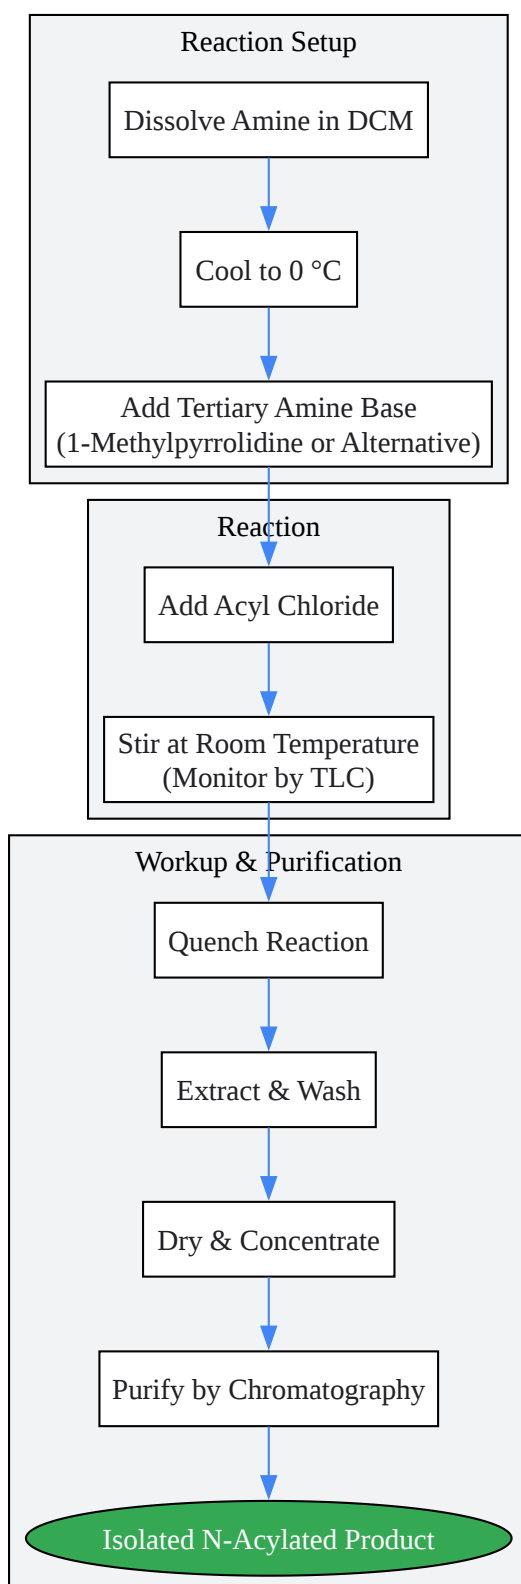 Reaction Setup
Dissolve Amine in DCM
Cool to 0 °C
Add Tertiary Amine Base
(1-Methylpyrrolidine or Alternative)
Reaction
Add Acyl Chloride
Stir at Room Temperature
(Monitor by TLC)
Workup & Purification
Quench Reaction
Extract & Wash
Dry & Concentrate
Purify by Chromatography
Isolated N-Acylated Product